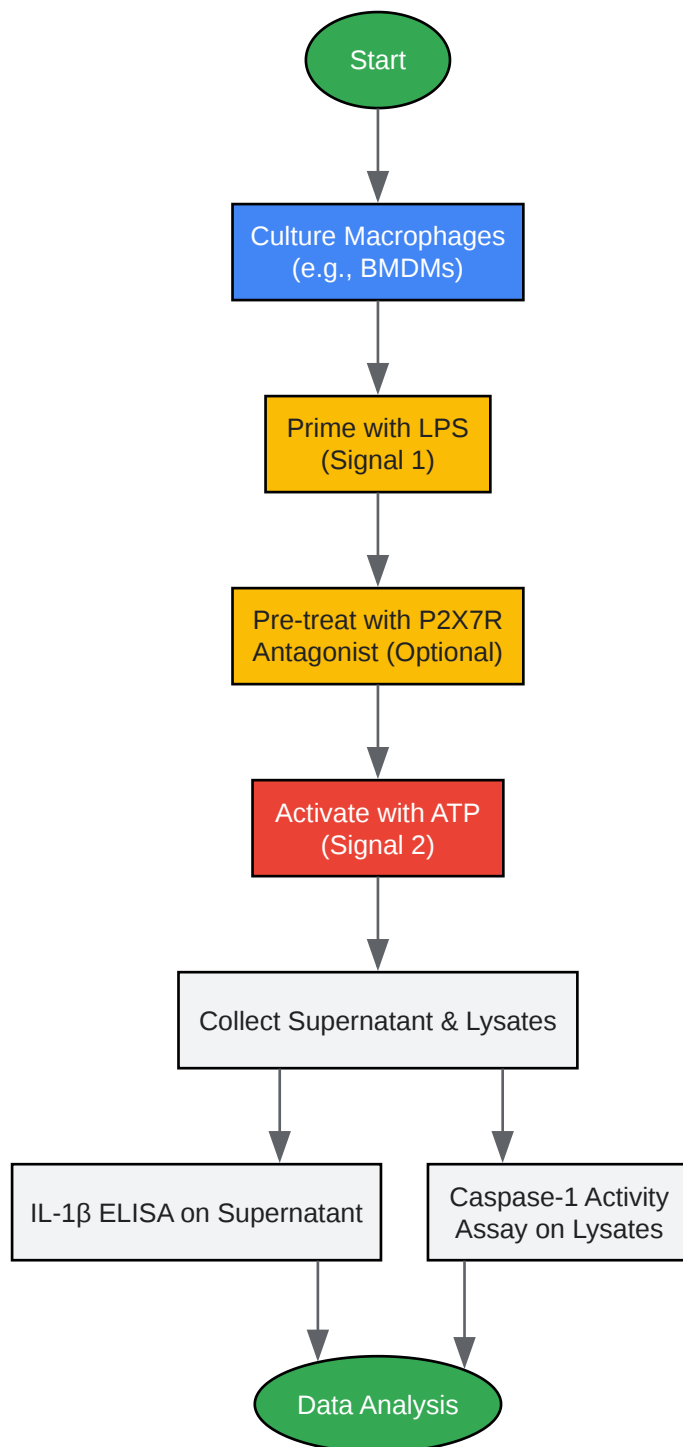 Start
Culture Macrophages
(e.g., BMDMs)
Prime with LPS
(Signal 1)
Pre-treat with P2X7R
Antagonist (Optional)
Activate with ATP
(Signal 2)
Collect Supernatant & Lysates
IL-1β ELISA on Supernatant
Caspase-1 Activity
Assay on Lysates
Data Analysis